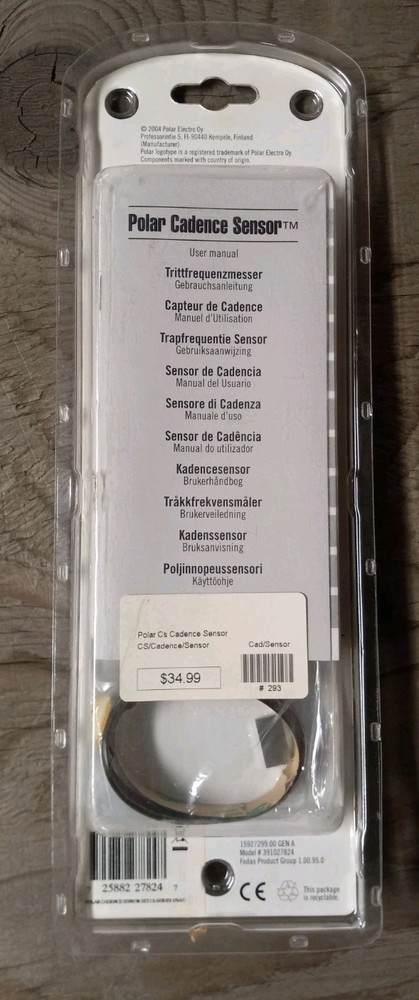 © 2004 Polar Electro Oy
Professorintie 5, FI-90440 Kempele, Finland
(Manufacturer)
Polar logotype is a registered trademark of Polar Electro Oy.
Components marked with country of origin.
Polar Cadence Sensor™
User manual
Trittfrequenzmesser
Gebrauchsanleitung
Capteur de Cadence
Manuel d'Utilisation
Trapfrequentie Sensor
Gebruiksaanwijzing
Sensor de Cadencia
Manual del Usuario
Sensore di Cadenza
Manuale d'uso
Sensor de Cadência
Manual do utilizador
Kadencesensor
Brukerhåndbog
Tråkkfrekvensmåler
Brukerveiledning
Kadenssensor
Bruksanvisning
Poljinnopeussensori
Käyttöohje
Polar Cs Cadence Sensor
CS/Cadence/Sensor
Cad/Sensor
$34.99
# 293
25882 27824 7
15927299.00 GEN A
Model # 391027824
Fedas Product Group 1.00.95.0
CE
This package
is recyclable.